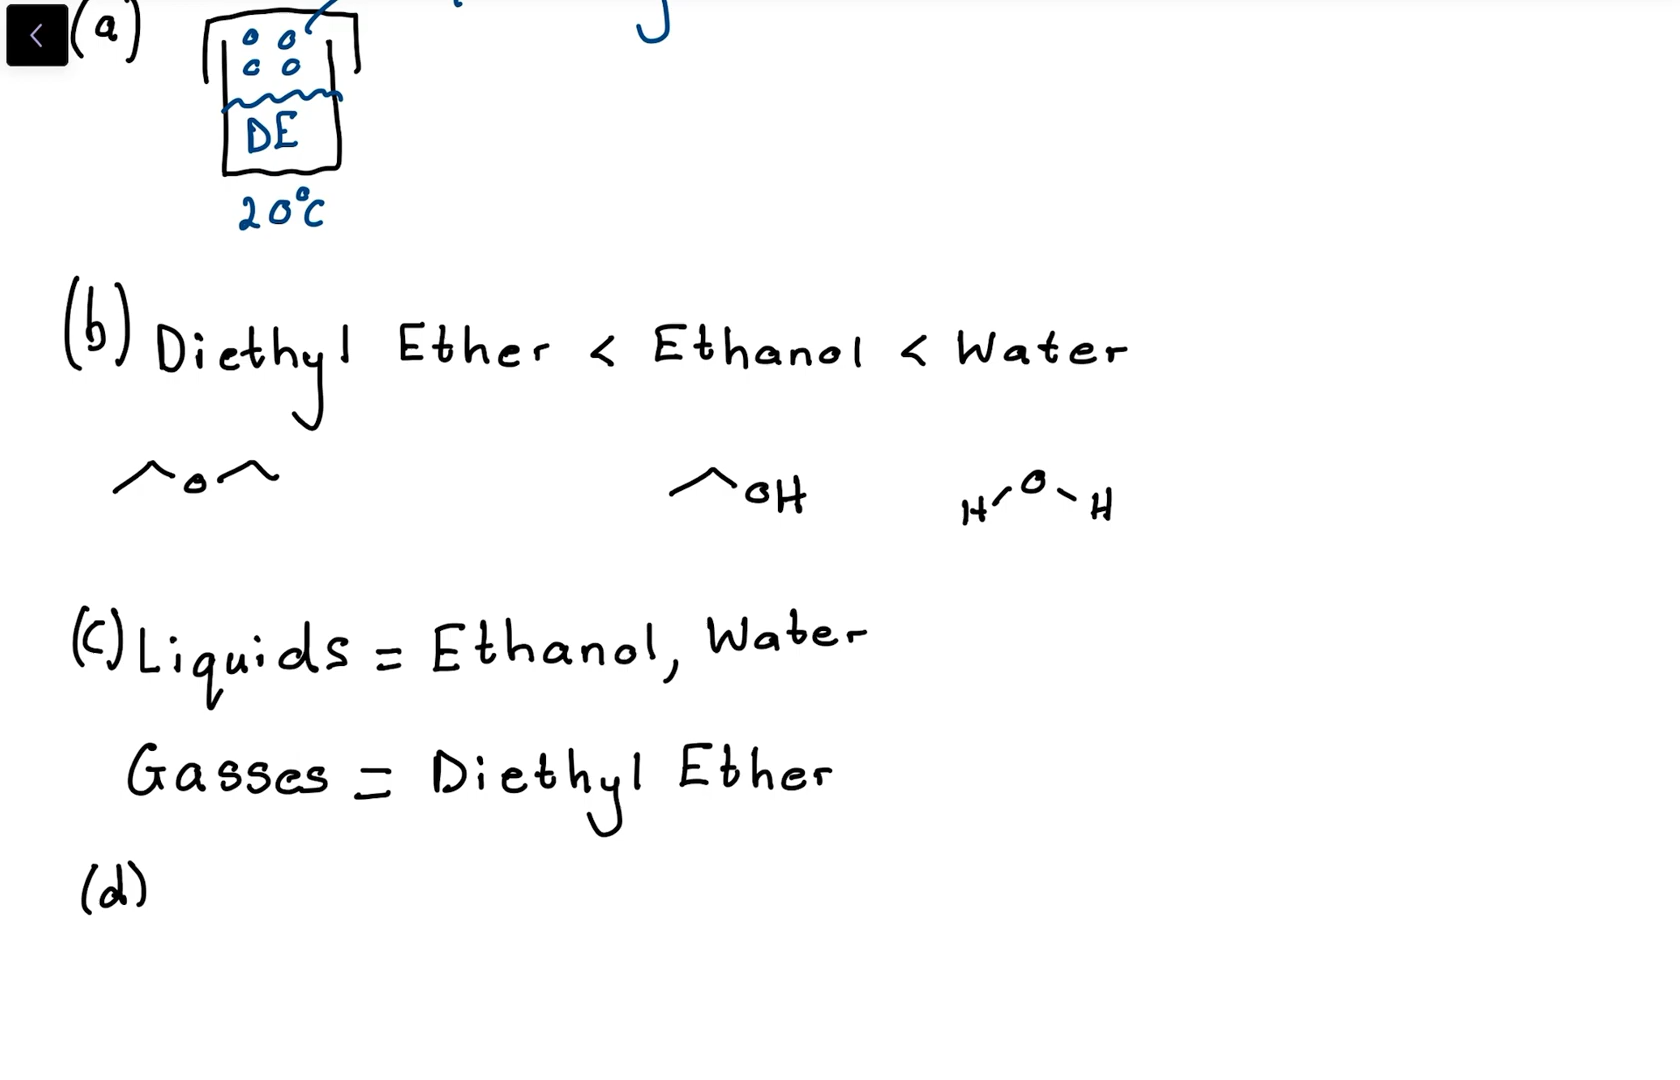 (a)
DE
20°C
(b) Diethyl Ether < Ethanol < Water
O OH H O H
(c) Liquids = Ethanol, Water
Gasses = Diethyl Ether
(d)